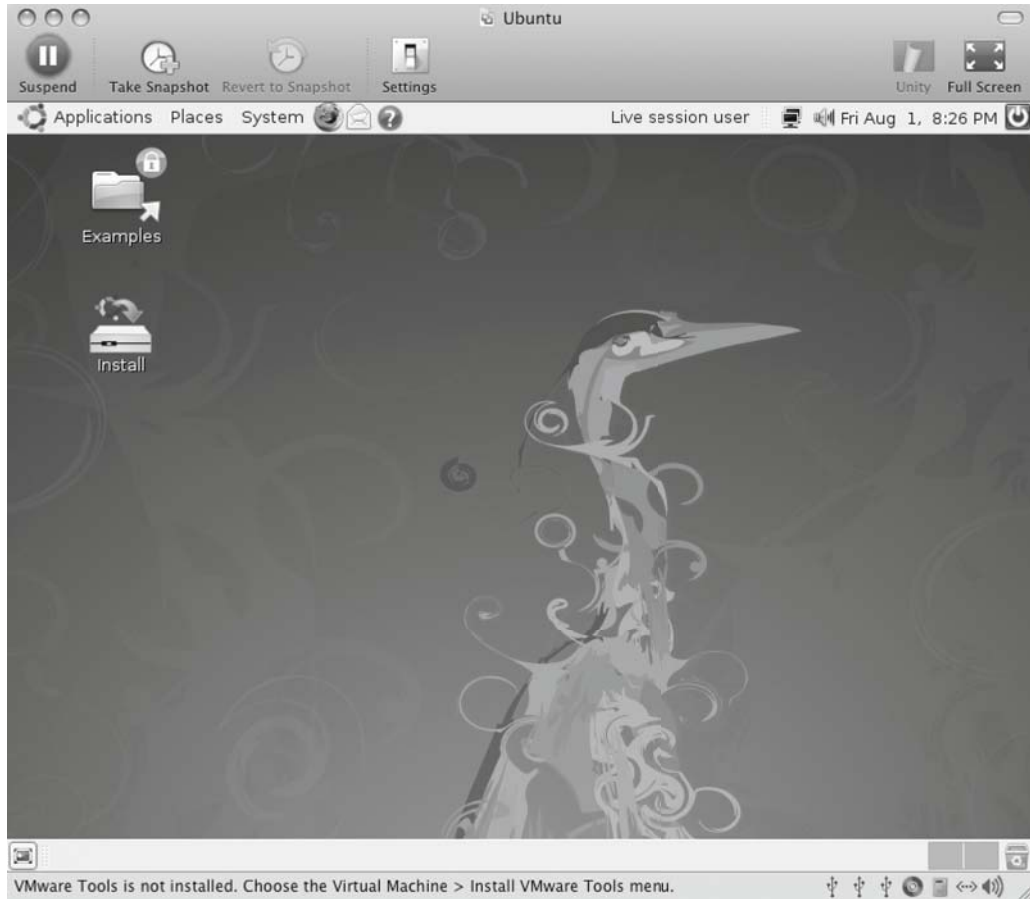 Ubuntu
Suspend Take Snapshot Revert to Snapshot Settings Unity Full Screen
Applications Places System Live session user Fri Aug 1, 8:26 PM
Examples
Install
VMware Tools is not installed. Choose the Virtual Machine > Install VMware Tools menu.